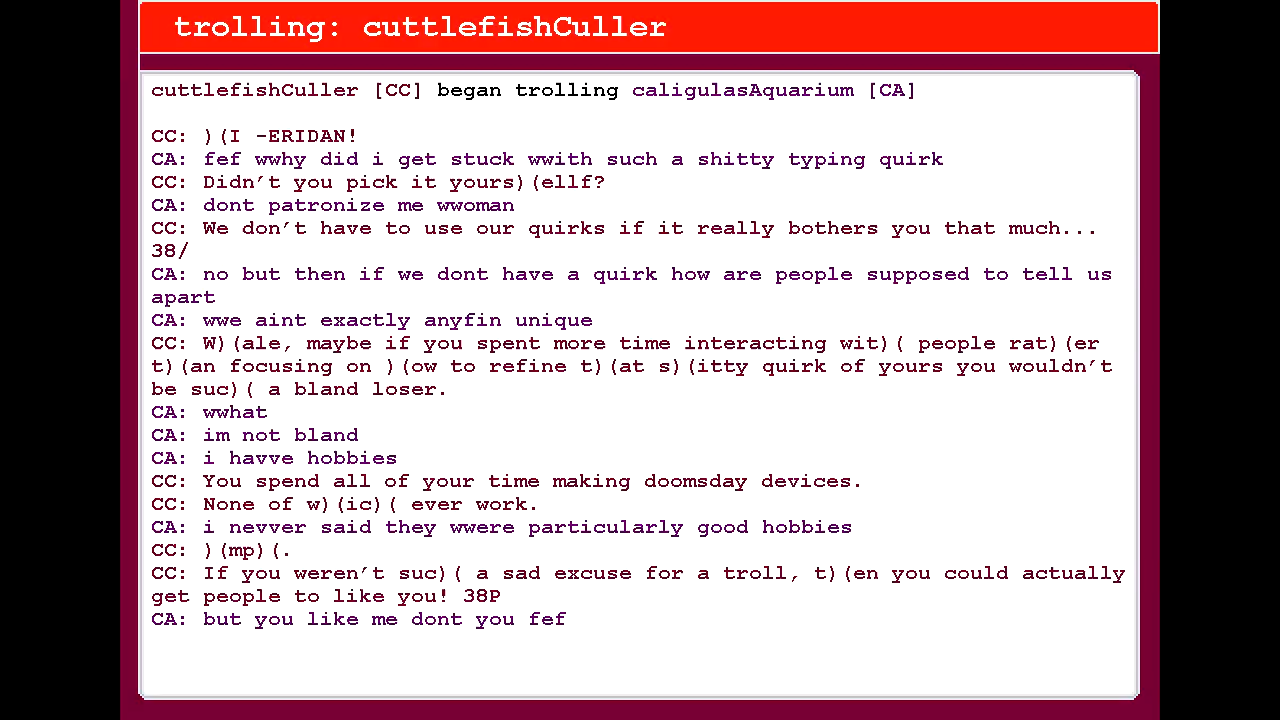 trolling: cuttlefishCuller
cuttlefishCuller [CC] began trolling caligulasAquarium [CA]
CC: )(I -ERIDAN!
CA: fef wwhy did i get stuck wwith such a shitty typing quirk
CC: Didn't you pick it yours)(ellf?
CA: dont patronize me wwoman
CC: We don't have to use our quirks if it really bothers you that much...
38/
CA: no but then if we dont have a quirk how are people supposed to tell us
apart
CA: wwe aint exactly anyfin unique
CC: W)(ale, maybe if you spent more time interacting wit)( people rat)(er
t)(an focusing on )(ow to refine t)(at s)(itty quirk of yours you wouldn't
be suc)( a bland loser.
CA: wwhat
CA: im not bland
CA: i havve hobbies
CC: You spend all of your time making doomsday devices.
CC: None of w)(ic)( ever work.
CA: i nevver said they wwere particularly good hobbies
CC: )(mp)(.
CC: If you weren't suc)( a sad excuse for a troll, t)(en you could actually
get people to like you! 38P
CA: but you like me dont you fef